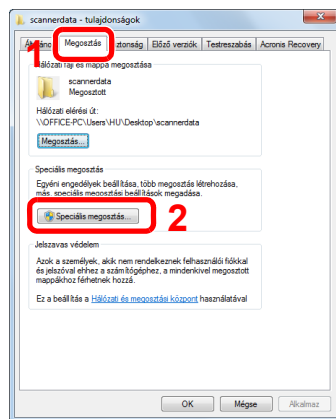 scannerdata - tulajdonságok
Megosztás
Előző verziók
Testreszabás
Acronis Recovery
1
Hálózati fájl és mappa megosztása
scannerdata
Megosztott
Hálózati elérési út:
\\OFFICE-PC\Users\HU\Desktop\scannerdata
Megosztás...
Speciális megosztás
Egyéni engedélyek beállítása, több megosztás létrehozása,
más, speciális megosztási beállítások megadása.
Speciális megosztás...
2
Jelszavas védelem
Azok a személyek, akik nem rendelkeznek felhasználói fiókkal
és jelszóval ehhez a számítógéphez, a mindenkivel megosztott
mappákhoz férhetnek hozzá.
Ez a beállítás a Hálózati és megosztási központ használatával
OK
Mégse
Alkalmaz